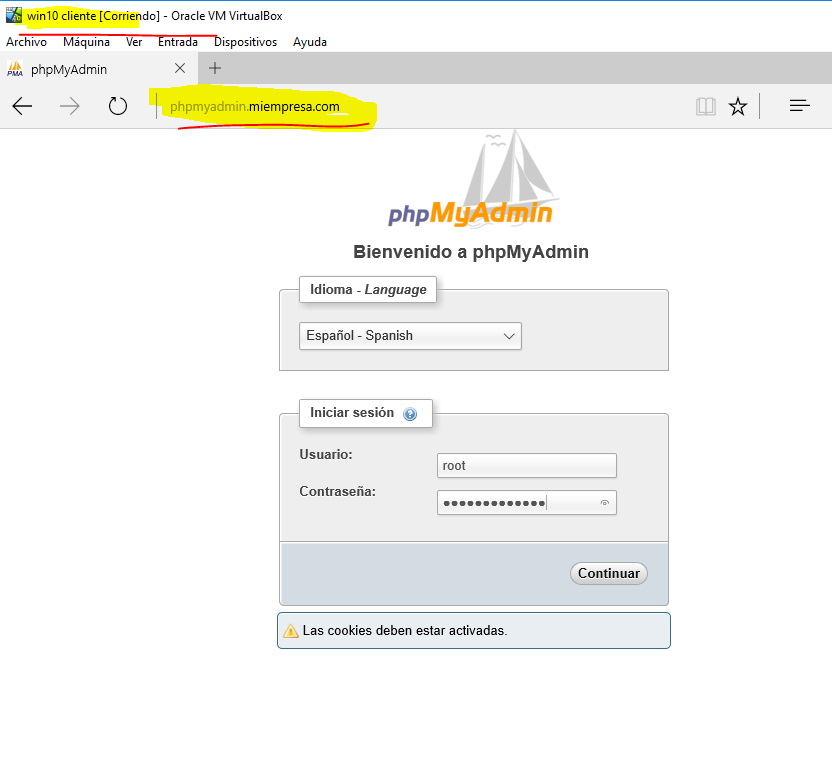 win10 cliente [Corriendo] - Oracle VM VirtualBox
Archivo Máquina Ver Entrada Dispositivos Ayuda
PMA phpMyAdmin
phpmyadmin.miempresa.com
phpMyAdmin
Bienvenido a phpMyAdmin
Idioma - Language
Español - Spanish
Iniciar sesión
Usuario: root
Contraseña: •••••••••••••
Continuar
Las cookies deben estar activadas.